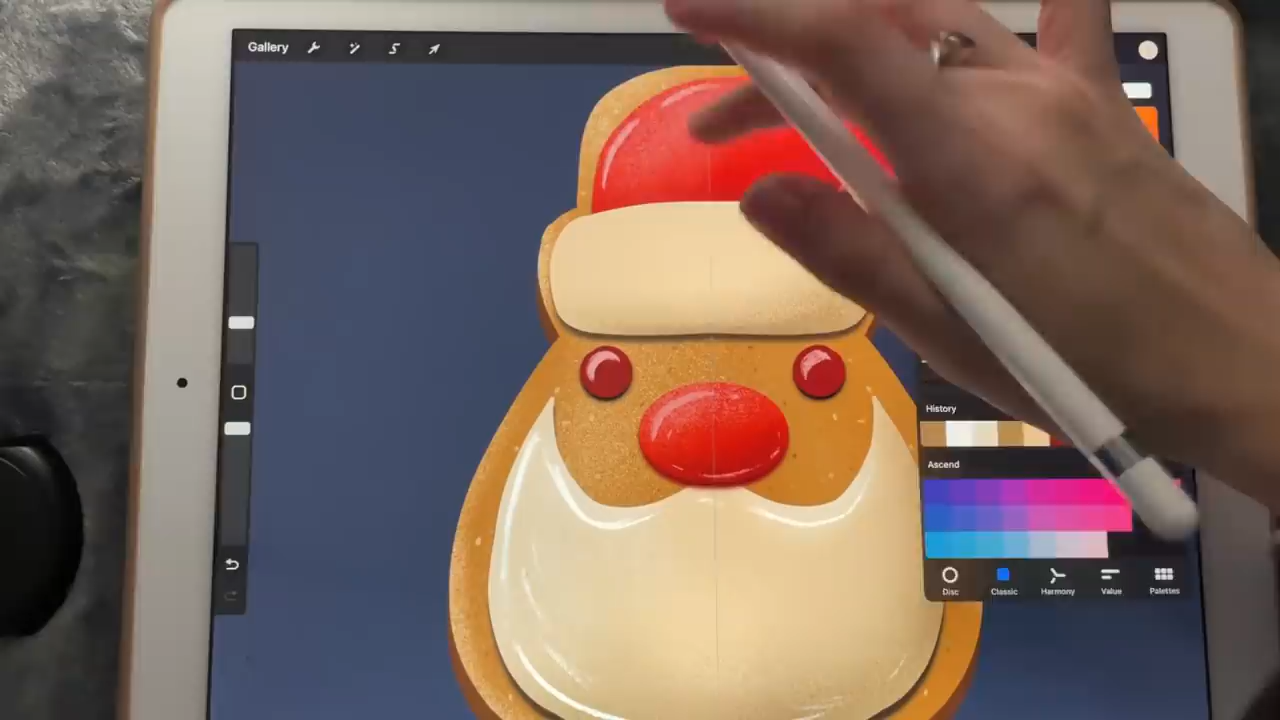 Gallery
History
Ascend
Disc
Classic
Harmony
Value
Palettes